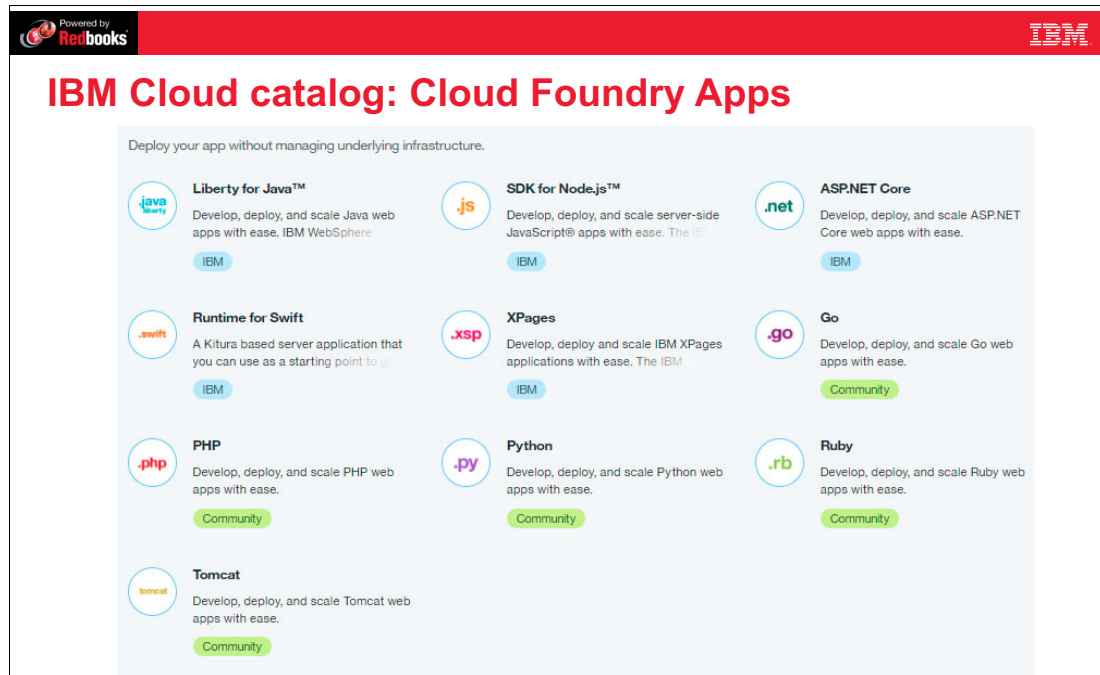 Powered by
Redbooks
IBM
IBM Cloud catalog: Cloud Foundry Apps
Deploy your app without managing underlying infrastructure.
.java
liberty
Liberty for Java™
Develop, deploy, and scale Java web
apps with ease. IBM WebSphere
IBM
.js
SDK for Node.js™
Develop, deploy, and scale server-side
JavaScript® apps with ease. The IB
IBM
.net
ASP.NET Core
Develop, deploy, and scale ASP.NET
Core web apps with ease.
IBM
.swift
Runtime for Swift
A Kitura based server application that
you can use as a starting point to g
IBM
.xsp
XPages
Develop, deploy and scale IBM XPages
applications with ease. The IBM
IBM
.go
Go
Develop, deploy, and scale Go web
apps with ease.
Community
.php
PHP
Develop, deploy, and scale PHP web
apps with ease.
Community
.py
Python
Develop, deploy, and scale Python web
apps with ease.
Community
.rb
Ruby
Develop, deploy, and scale Ruby web
apps with ease.
Community
tomcat
Tomcat
Develop, deploy, and scale Tomcat web
apps with ease.
Community